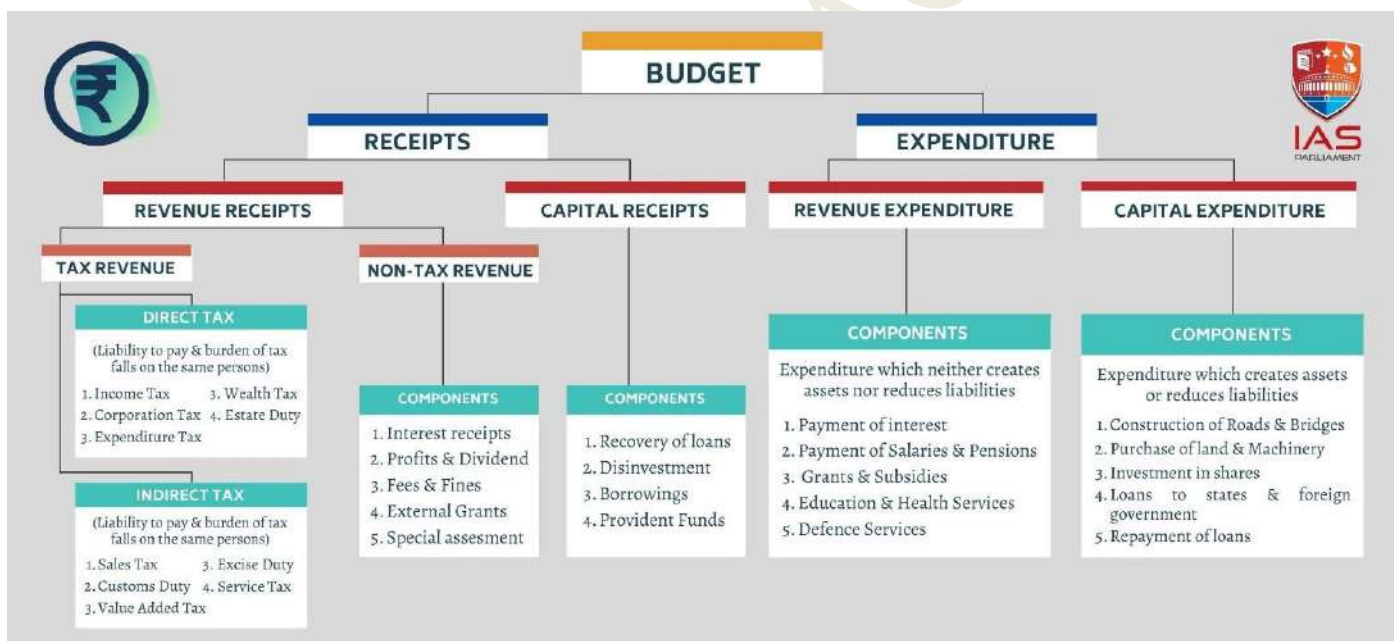 BUDGET
IAS
PARLIAMENT
RECEIPTS
EXPENDITURE
REVENUE RECEIPTS
CAPITAL RECEIPTS
REVENUE EXPENDITURE
CAPITAL EXPENDITURE
TAX REVENUE
NON-TAX REVENUE
DIRECT TAX
(Liability to pay & burden of tax
falls on the same persons)
1. Income Tax 3. Wealth Tax
2. Corporation Tax 4. Estate Duty
3. Expenditure Tax
INDIRECT TAX
(Liability to pay & burden of tax
falls on the same persons)
1. Sales Tax 3. Excise Duty
2. Customs Duty 4. Service Tax
3. Value Added Tax
COMPONENTS
1. Interest receipts
2. Profits & Dividend
3. Fees & Fines
4. External Grants
5. Special assesment
COMPONENTS
1. Recovery of loans
2. Disinvestment
3. Borrowings
4. Provident Funds
COMPONENTS
Expenditure which neither creates
assets nor reduces liabilities
1. Payment of interest
2. Payment of Salaries & Pensions
3. Grants & Subsidies
4. Education & Health Services
5. Defence Services
COMPONENTS
Expenditure which creates assets
or reduces liabilities
1. Construction of Roads & Bridges
2. Purchase of land & Machinery
3. Investment in shares
4. Loans to states & foreign
government
5. Repayment of loans